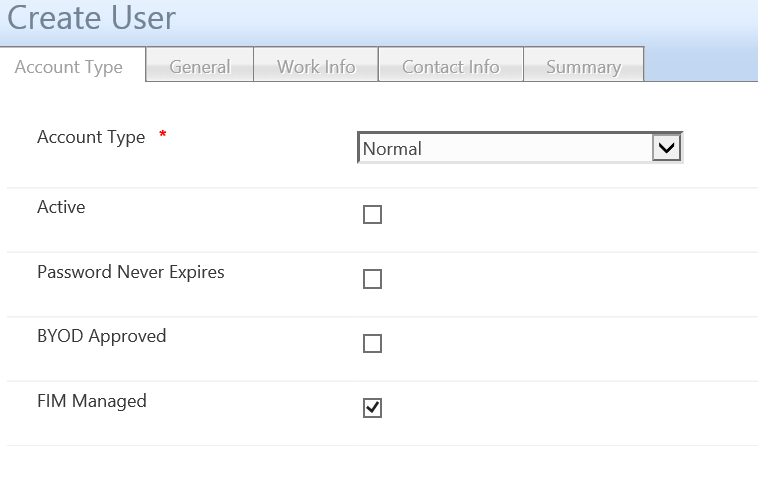 Create User
Account Type General Work Info Contact Info Summary
Account Type * Normal
Active
Password Never Expires
BYOD Approved
FIM Managed